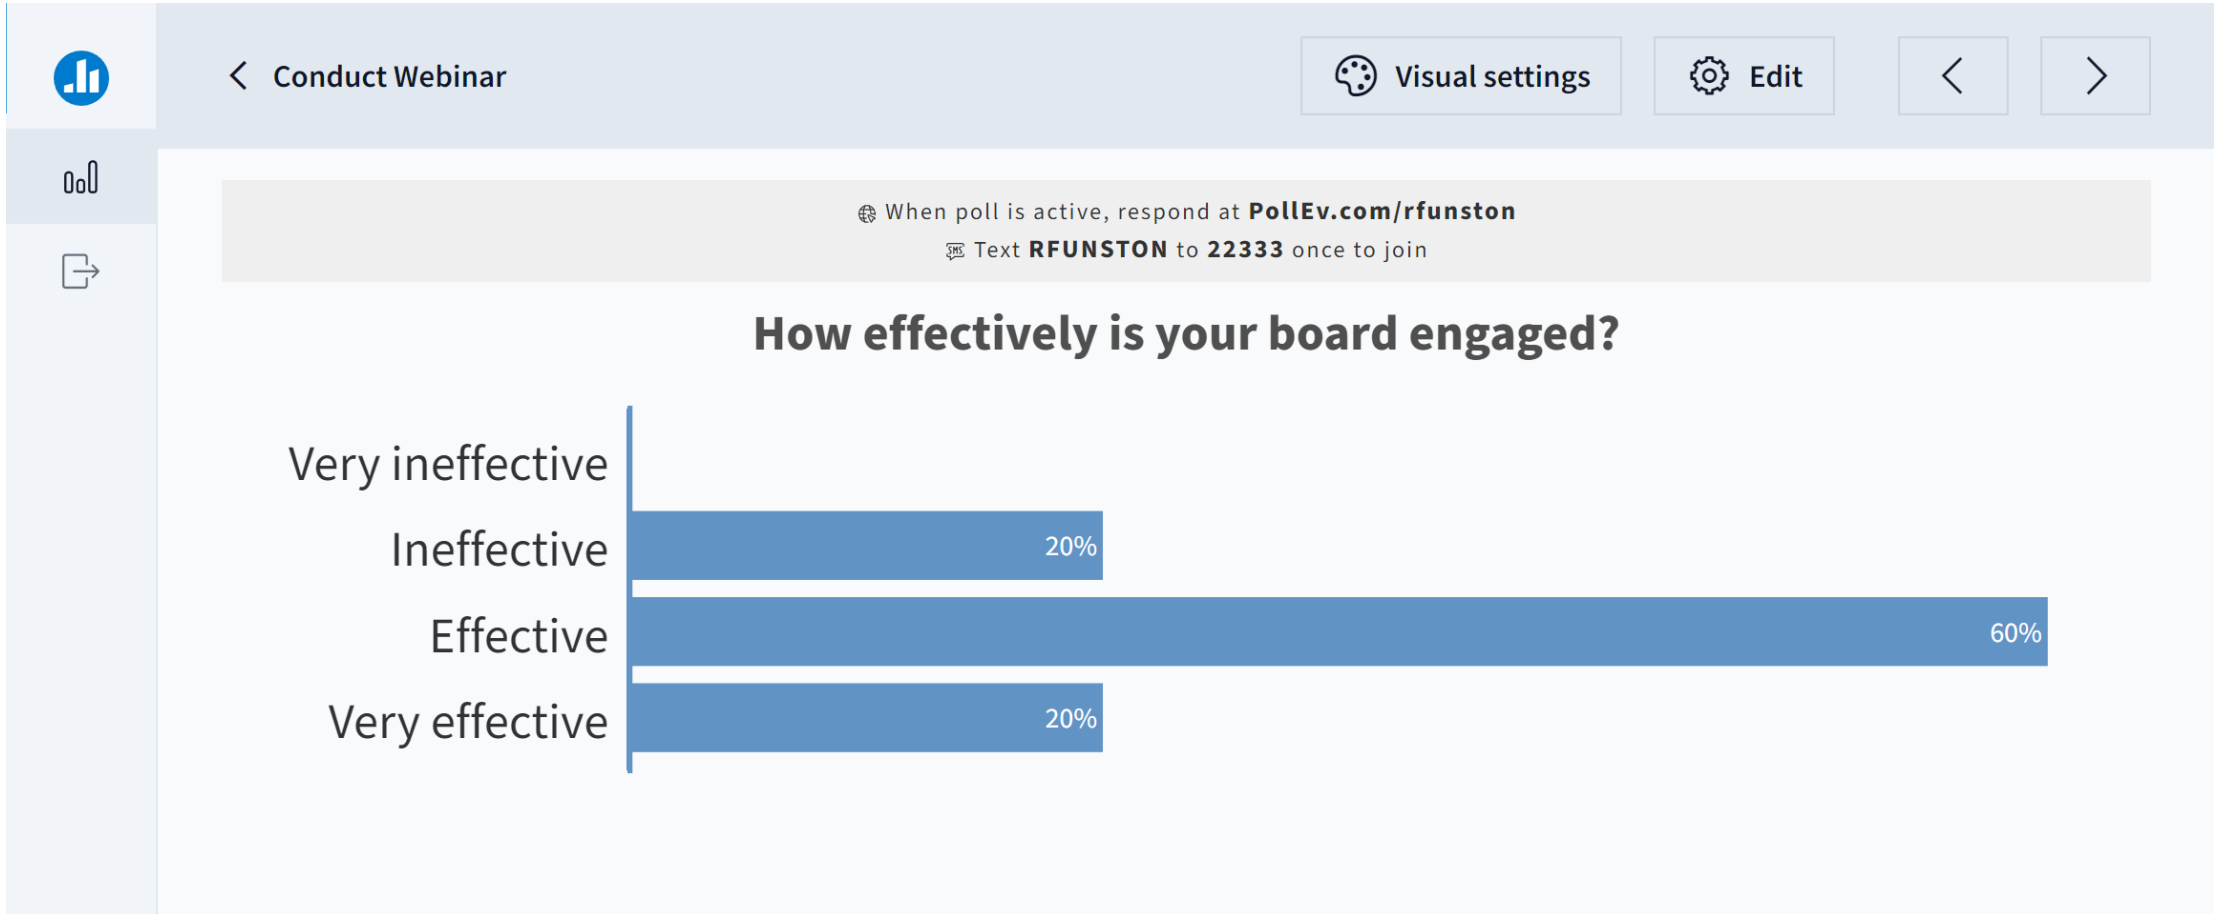 Conduct Webinar
Visual settings
Edit
When poll is active, respond at PollEv.com/rfunston
SMS Text RFUNSTON to 22333 once to join
How effectively is your board engaged?
Very ineffective
Ineffective 20%
Effective 60%
Very effective 20%